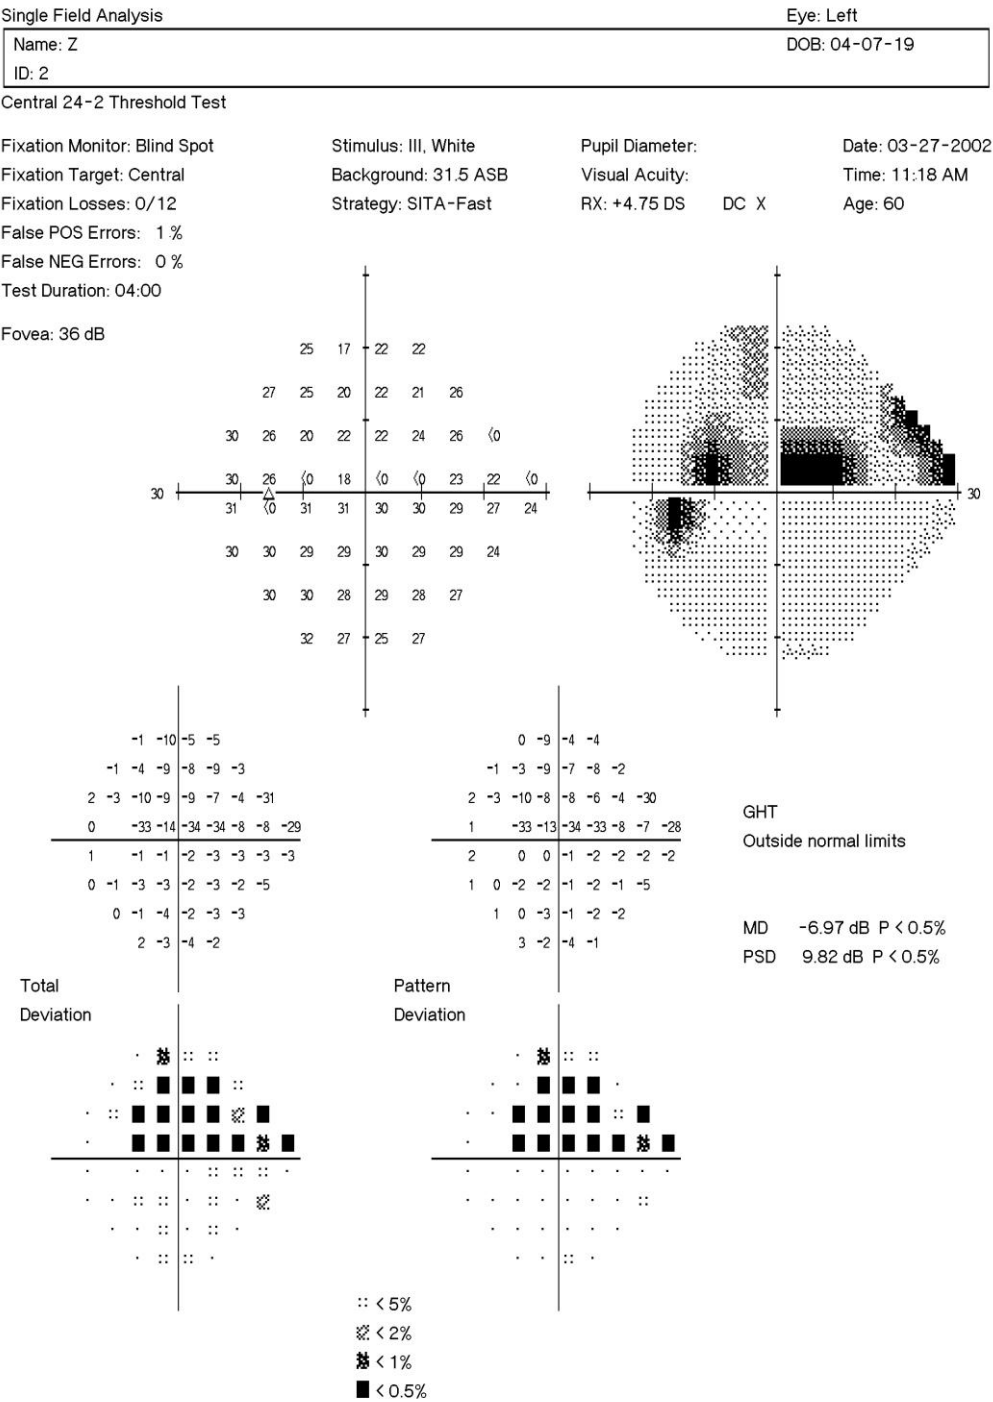 Single Field Analysis Eye: Left
Name: Z DOB: 04-07-19
ID: 2
Central 24-2 Threshold Test
Fixation Monitor: Blind Spot Stimulus: III, White Pupil Diameter: Date: 03-27-2002
Fixation Target: Central Background: 31.5 ASB Visual Acuity: Time: 11:18 AM
Fixation Losses: 0/12 Strategy: SITA-Fast RX: +4.75 DS DC X Age: 60
False POS Errors: 1 %
False NEG Errors: 0 %
Test Duration: 04:00
Fovea: 36 dB
25 17 22 22
27 25 20 22 21 26
30 26 20 22 22 24 26 <0
30 26 <0 18 <0 <0 23 22 <0
30 30
31 <0 31 31 30 30 29 27 24
30 30 29 29 30 29 29 24
30 30 28 29 28 27
32 27 25 27
-1 -10 -5 -5 0 -9 -4 -4
-1 -4 -9 -8 -9 -3 -1 -3 -9 -7 -8 -2
2 -3 -10 -9 -9 -7 -4 -31 2 -3 -10 -8 -8 -6 -4 -30
GHT
0 -33 -14 -34 -34 -8 -8 -29 1 -33 -13 -34 -33 -8 -7 -28
Outside normal limits
1 -1 -1 -2 -3 -3 -3 -3 2 0 0 -1 -2 -2 -2 -2
0 -1 -3 -3 -2 -3 -2 -5 1 0 -2 -2 -1 -2 -1 -5
0 -1 -4 -2 -3 -3 1 0 -3 -1 -2 -2
MD -6.97 dB P < 0.5%
2 -3 -4 -2 3 -2 -4 -1
PSD 9.82 dB P < 0.5%
Total Pattern
Deviation Deviation
< 5%
< 2%
< 1%
< 0.5%